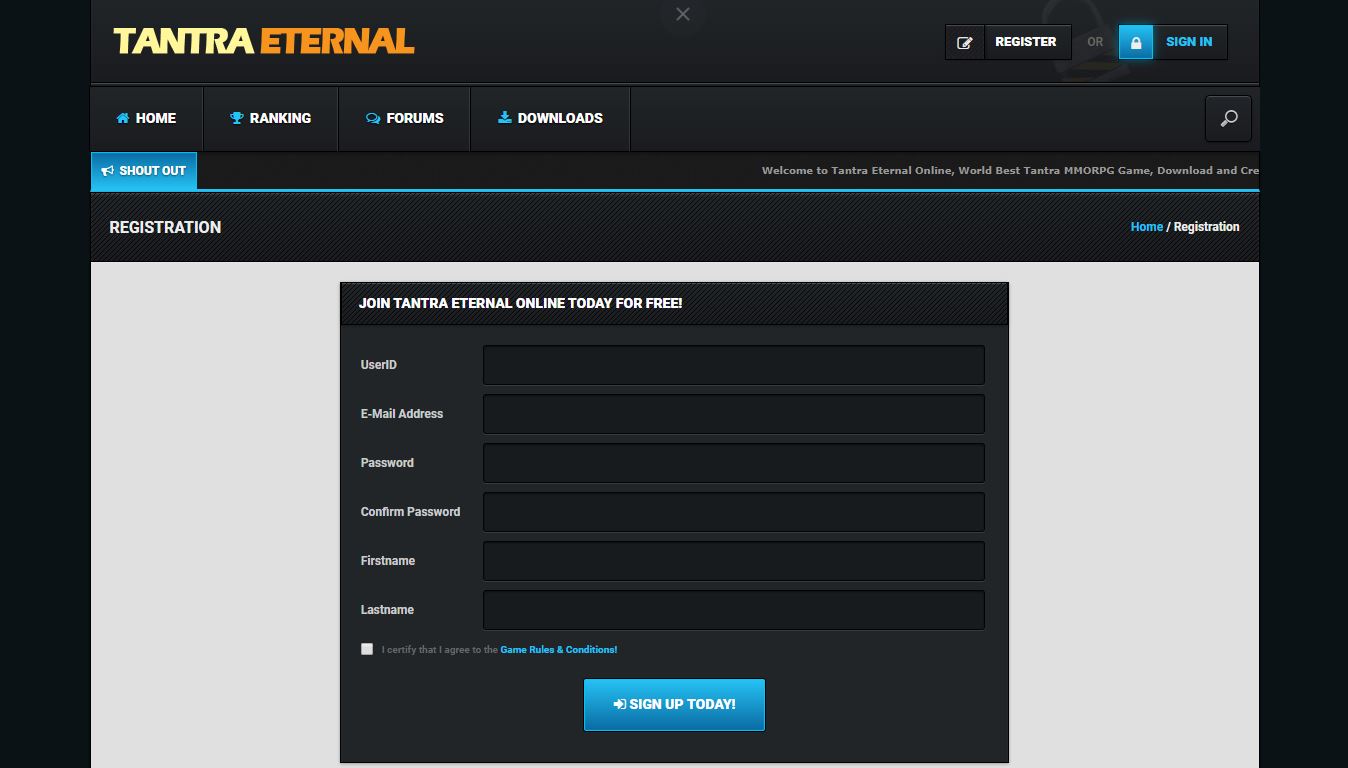 TANTRA ETERNAL
REGISTER OR SIGN IN
HOME RANKING FORUMS DOWNLOADS
SHOUT OUT Welcome to Tantra Eternal Online, World Best Tantra MMORPG Game, Download and Cre
REGISTRATION Home / Registration
JOIN TANTRA ETERNAL ONLINE TODAY FOR FREE!
UserID
E-Mail Address
Password
Confirm Password
Firstname
Lastname
I certify that I agree to the Game Rules & Conditions!
SIGN UP TODAY!